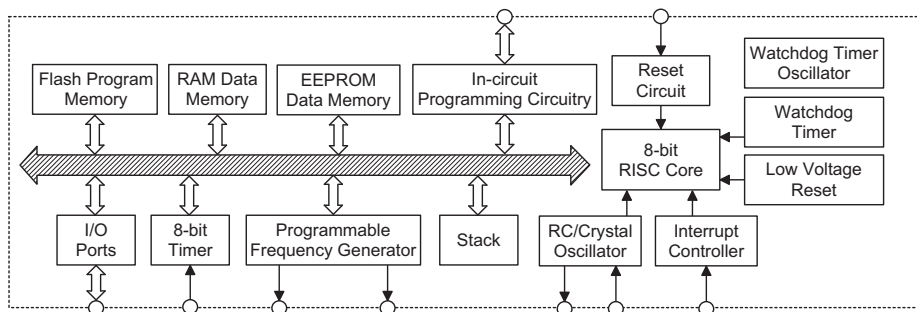 Flash Program
Memory
RAM Data
Memory
EEPROM
Data Memory
In-circuit
Programming Circuitry
Reset
Circuit
Watchdog Timer
Oscillator
Watchdog
Timer
8-bit
RISC Core
Low Voltage
Reset
I/O
Ports
8-bit
Timer
Programmable
Frequency Generator
Stack
RC/Crystal
Oscillator
Interrupt
Controller